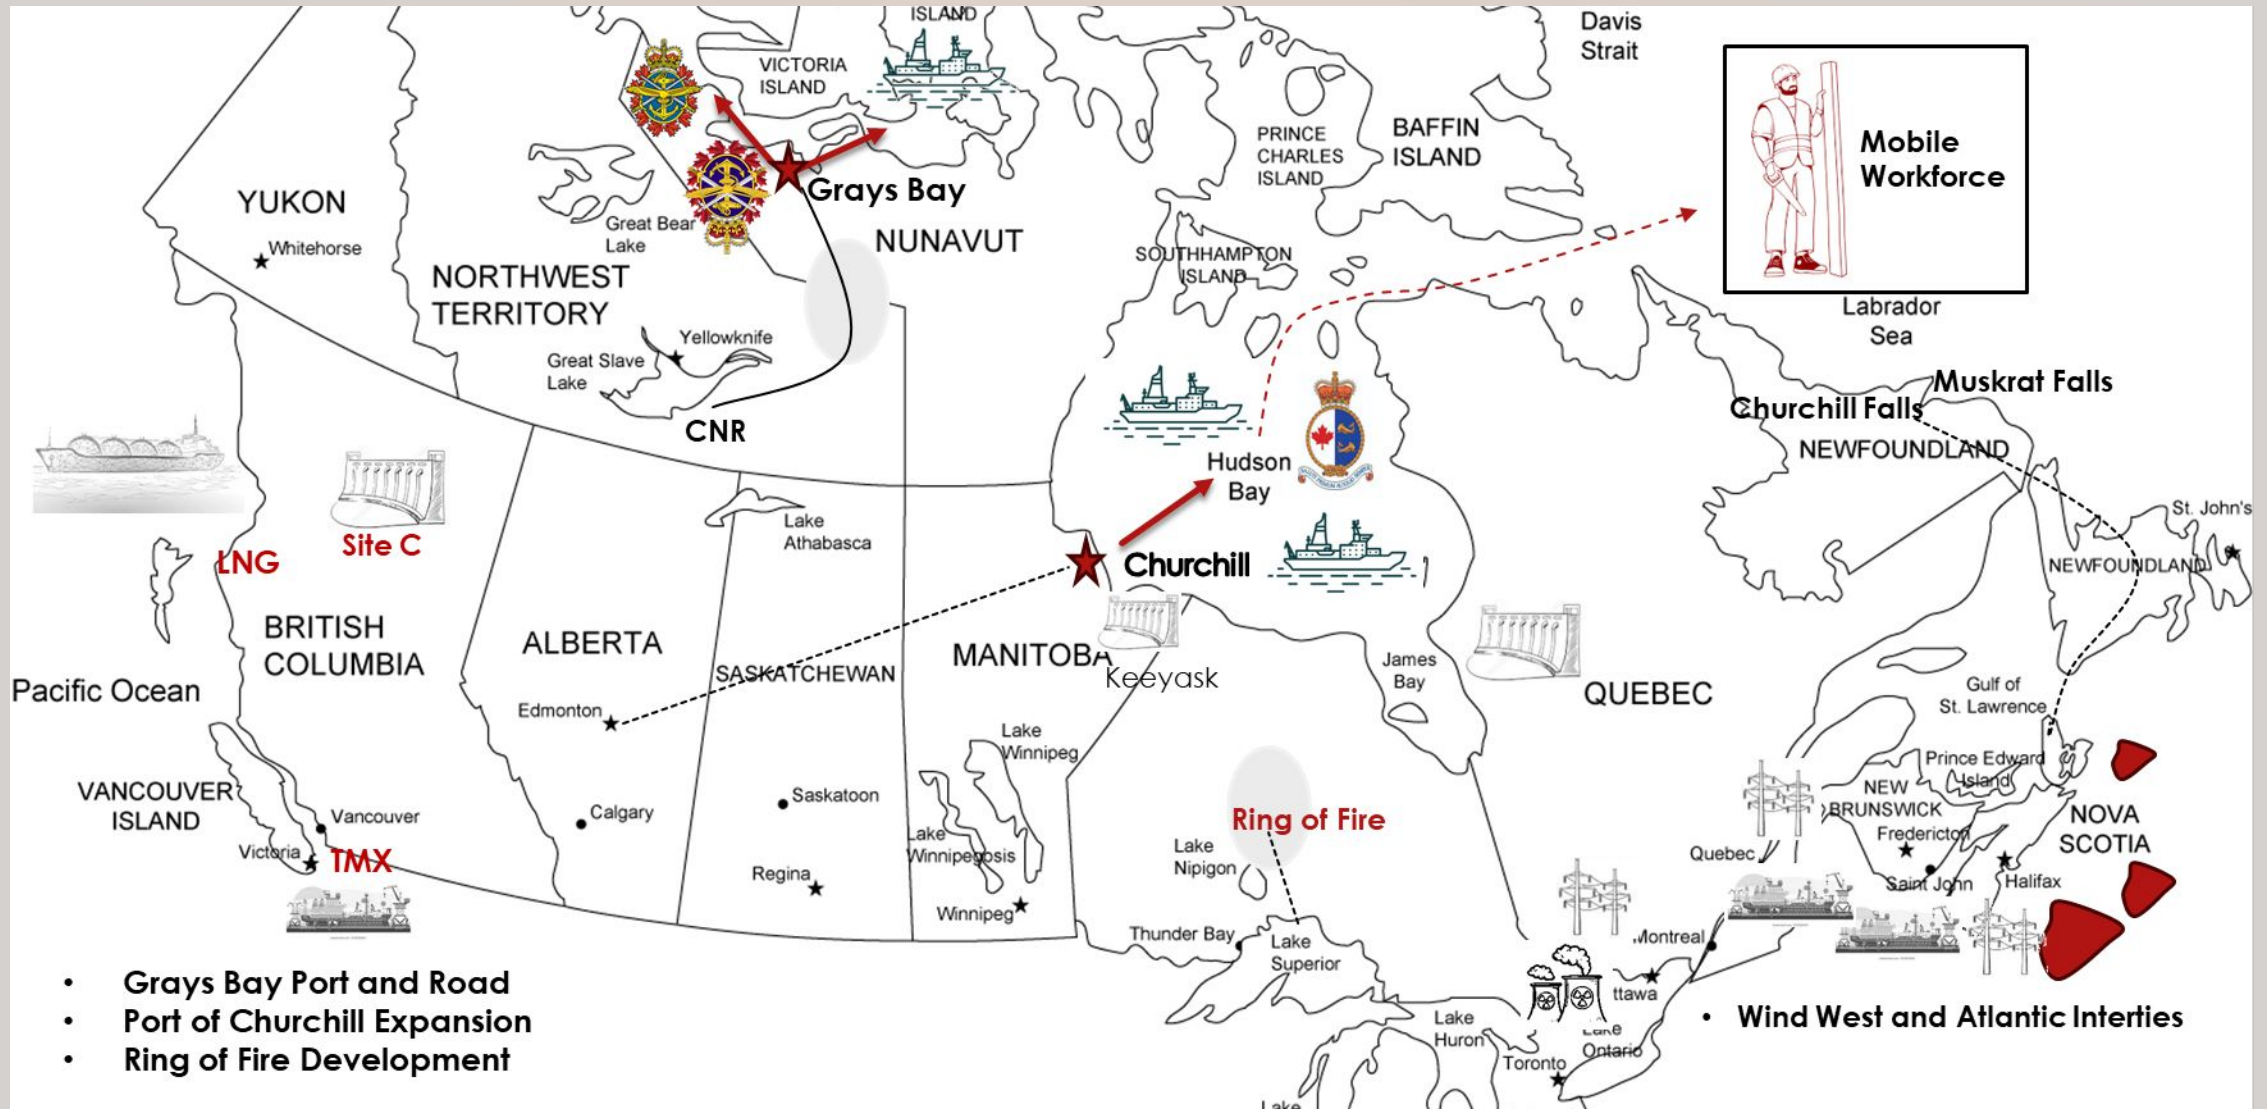 ISLAND
Davis
Strait
VICTORIA
ISLAND
Mobile
Workforce
PRINCE
CHARLES
ISLAND
BAFFIN
ISLAND
Grays Bay
YUKON
Whitehorse
Great Bear
Lake
NUNAVUT
SOUTHHAMPTON
ISLAND
NORTHWEST
TERRITORY
Labrador
Sea
Yellowknife
Great Slave
Lake
CNR
Muskrat Falls
Churchill Falls
NEWFOUNDLAND
Hudson
Bay
St. John's
Lake
Athabasca
Site C
LNG
Churchill
NEWFOUNDLAND
BRITISH
COLUMBIA
ALBERTA
SASKATCHEWAN
MANITOBA
Keeyask
James
Bay
QUEBEC
Pacific Ocean
Edmonton
Gulf of
St. Lawrence
Lake
Winnipeg
Prince Edward
Island
NEW
BRUNSWICK
Fredericton
NOVA
SCOTIA
VANCOUVER
ISLAND
Vancouver
Victoria
TMX
Calgary
Saskatoon
Regina
Lake
Winnipegosis
Winnipeg
Ring of Fire
Lake
Nipigon
Quebec
Saint John
Halifax
Thunder Bay
Lake
Superior
Montreal
ttawa
• Grays Bay Port and Road
• Port of Churchill Expansion
• Ring of Fire Development
• Wind West and Atlantic Interties
Lake
Huron
Lake
Ontario
Toronto
Lake